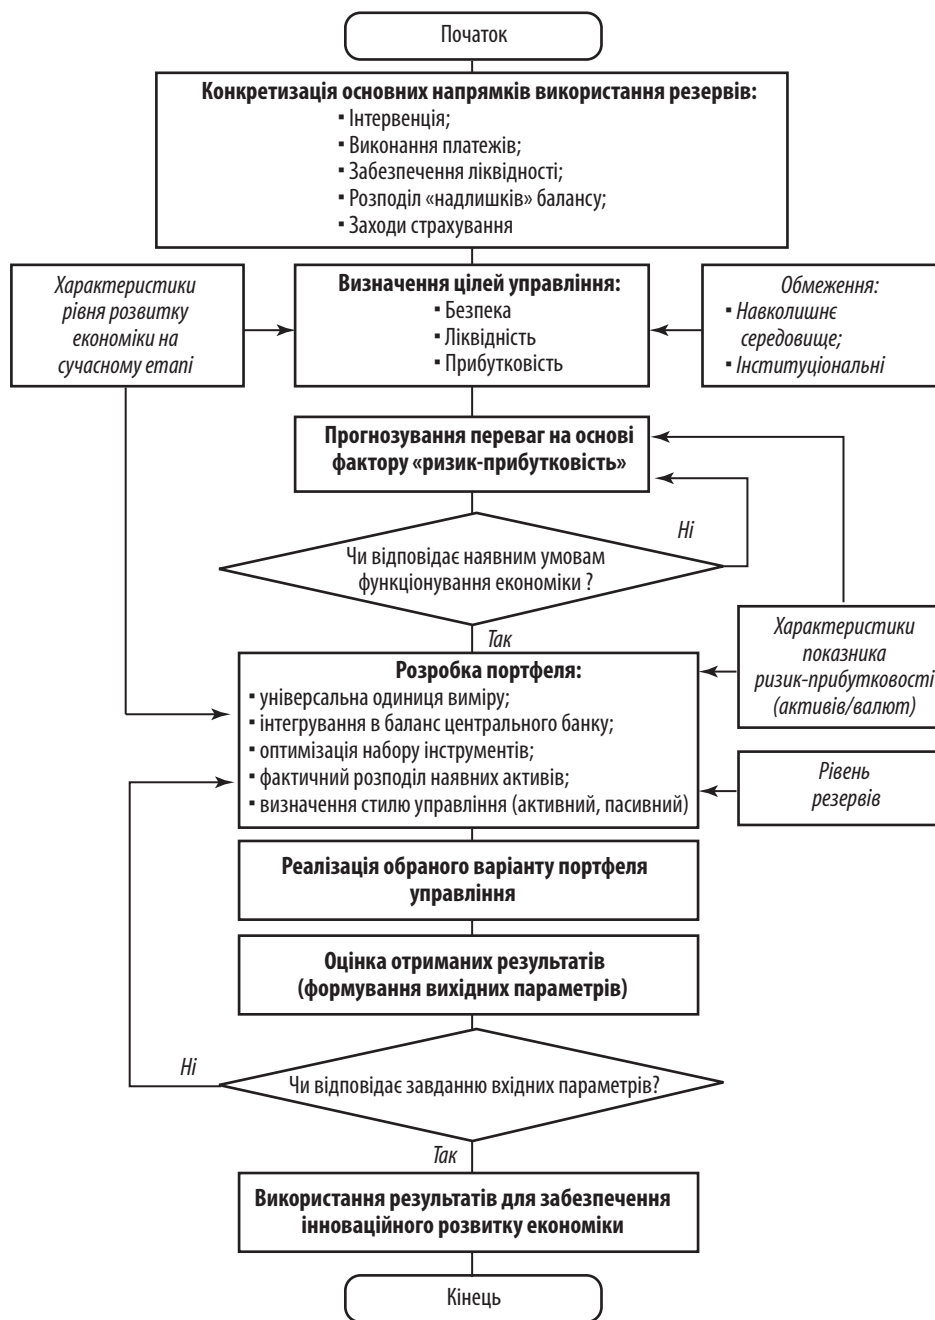 Початок
Конкретизація основних напрямків використання резервів:
▪ Інтервенція;
▪ Виконання платежів;
▪ Забезпечення ліквідності;
▪ Розподіл «надлишків» балансу;
▪ Заходи страхування
Характеристики
рівня розвитку
економіки на
сучасному етапі
Визначення цілей управління:
▪ Безпека
▪ Ліквідність
▪ Прибутковість
Обмеження:
▪ Навколишнє
середовище;
▪ Інституціональні
Прогнозування переваг на основі
фактору «ризик-прибутковість»
Ні
Чи відповідає наявним умовам
функціонування економіки ?
Так
Характеристики
показника
ризик-прибутковості
(активів/валют)
Розробка портфеля:
▪ універсальна одиниця виміру;
▪ інтегрування в баланс центрального банку;
▪ оптимізація набору інструментів;
▪ фактичний розподіл наявних активів;
▪ визначення стилю управління (активний, пасивний)
Рівень
резервів
Реалізація обраного варіанту портфеля
управління
Оцінка отриманих результатів
(формування вихідних параметрів)
Ні
Чи відповідає завданню вхідних параметрів?
Так
Використання результатів для забезпечення
інноваційного розвитку економіки
Кінець